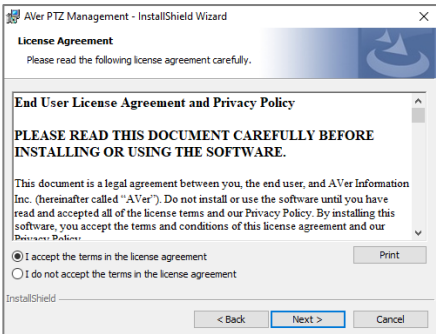 AVer PTZ Management - InstallShield Wizard
License Agreement
Please read the following license agreement carefully.
End User License Agreement and Privacy Policy
PLEASE READ THIS DOCUMENT CAREFULLY BEFORE
INSTALLING OR USING THE SOFTWARE.
This document is a legal agreement between you, the end user, and AVer Information
Inc. (hereinafter called “AVer”). Do not install or use the software until you have
read and accepted all of the license terms and our Privacy Policy. By installing this
software, you accept the terms and conditions of this license agreement and our
Privacy Policy
I accept the terms in the license agreement
Print
I do not accept the terms in the license agreement
InstallShield
< Back
Next >
Cancel